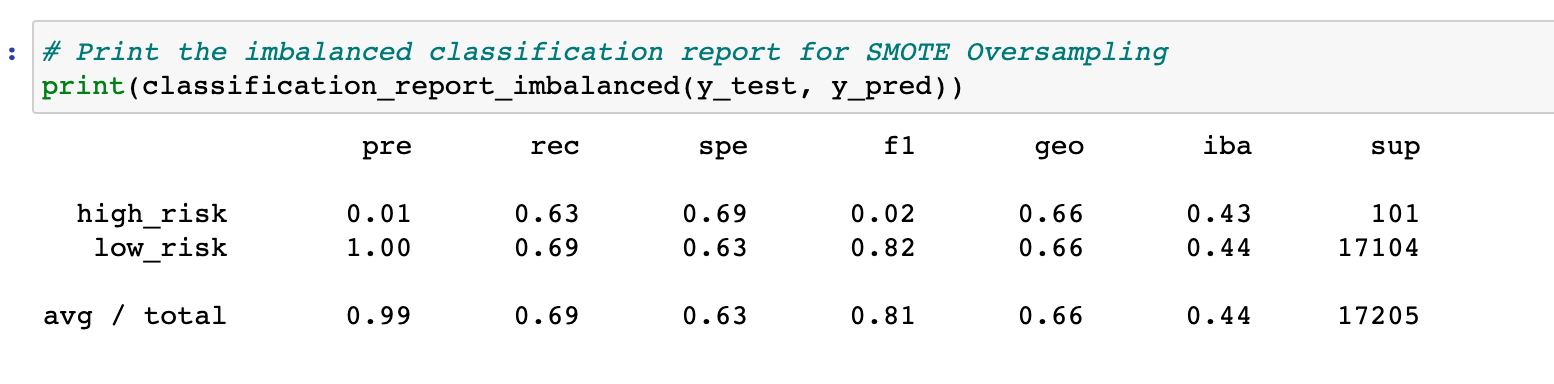 :
# Print the imbalanced classification report for SMOTE Oversampling
print(classification_report_imbalanced(y_test, y_pred))
pre rec spe f1 geo iba sup
high_risk 0.01 0.63 0.69 0.02 0.66 0.43 101
low_risk 1.00 0.69 0.63 0.82 0.66 0.44 17104
avg / total 0.99 0.69 0.63 0.81 0.66 0.44 17205